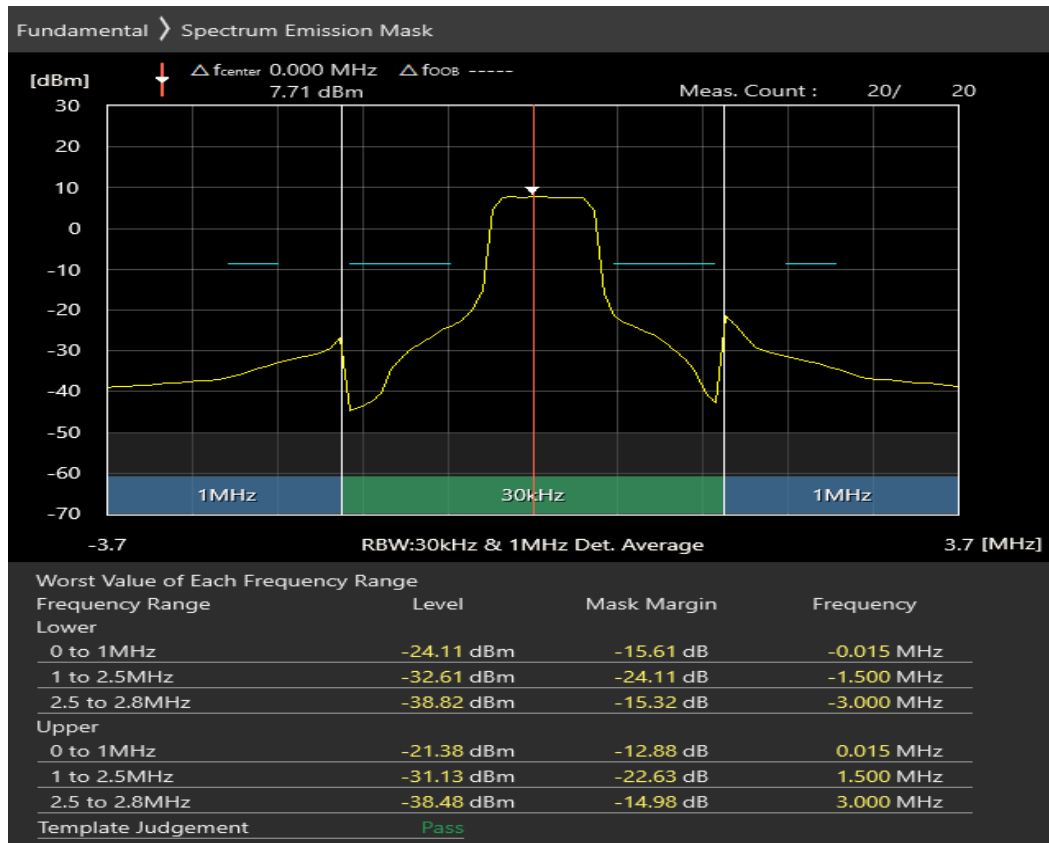 Fundamental ❯ Spectrum Emission Mask
[dBm] △ fcenter 0.000 MHz △ fOOB -----
7.71 dBm Meas. Count : 20/ 20
30
20
10
0
-10
-20
-30
-40
-50
-60
1MHz 30kHz 1MHz
-70
-3.7 RBW:30kHz & 1MHz Det. Average 3.7 [MHz]
Worst Value of Each Frequency Range
Frequency Range Level Mask Margin Frequency
Lower
0 to 1MHz -24.11 dBm -15.61 dB -0.015 MHz
1 to 2.5MHz -32.61 dBm -24.11 dB -1.500 MHz
2.5 to 2.8MHz -38.82 dBm -15.32 dB -3.000 MHz
Upper
0 to 1MHz -21.38 dBm -12.88 dB 0.015 MHz
1 to 2.5MHz -31.13 dBm -22.63 dB 1.500 MHz
2.5 to 2.8MHz -38.48 dBm -14.98 dB 3.000 MHz
Template Judgement Pass